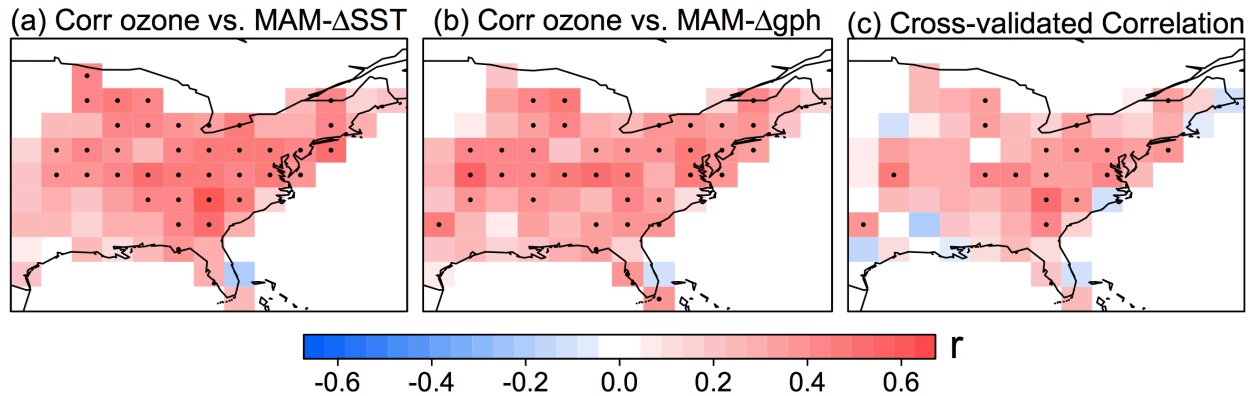 (a) Corr ozone vs. MAM-ΔSST
(b) Corr ozone vs. MAM-Δgph
(c) Cross-validated Correlation
r
-0.6 -0.4 -0.2 0.0 0.2 0.4 0.6